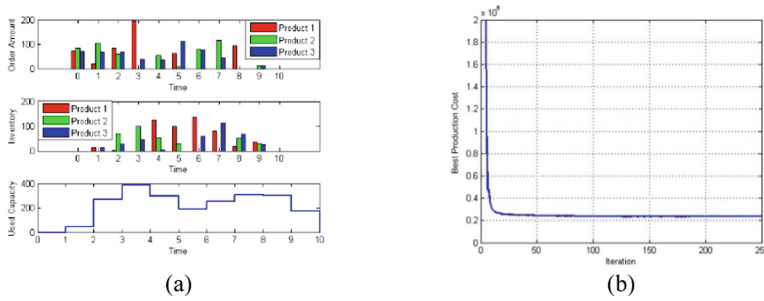 Order Amount
200
100
0
Product 1
Product 2
Product 3
0 1 2 3 4 5 6 7 8 9 10
Time
Inventory
200
100
0
Product 1
Product 2
Product 3
0 1 2 3 4 5 6 7 8 9 10
Time
Used Capacity
400
200
0
0 1 2 3 4 5 6 7 8 9 10
Time
(a)
Best Production Cost
2
1.8
1.6
1.4
1.2
1
0.8
0.6
0.4
0.2
0
0 50 100 150 200 250
Iteration
(b)